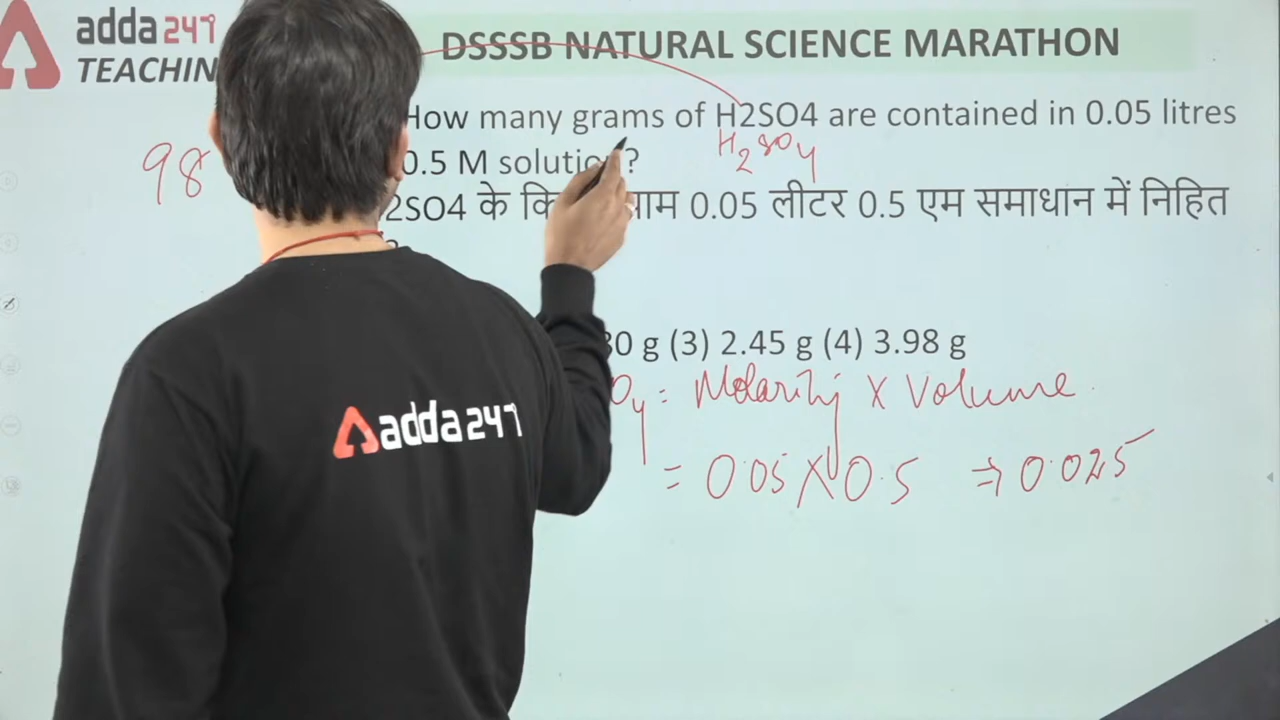 adda 247
TEACHIN
DSSSB NATURAL SCIENCE MARATHON
How many grams of H2SO4 are contained in 0.05 litres
H2SO4
98
0.5 M solution?
2SO4 के 0.05 लीटर 0.5 एम समाधान में निहित
?
30 g (3) 2.45 g (4) 3.98 g
O4 = Molarity X Volume
= 0.05 X 0.5 ⇒ 0.025
adda 247